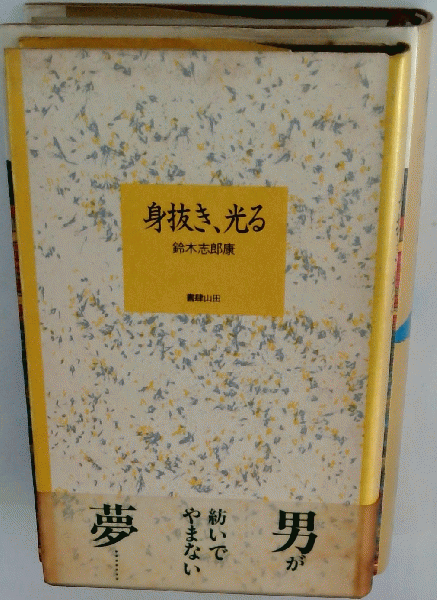 身抜き、光る
鈴木志郎康
書肆山田
男が
紡いで
やまない
夢………